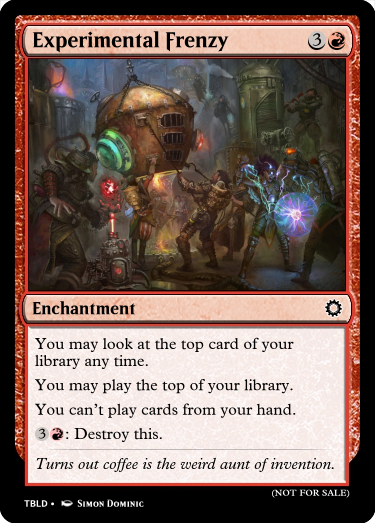 Experimental Frenzy 3
Enchantment
You may look at the top card of your
library any time.
You may play the top of your library.
You can't play cards from your hand.
3 : Destroy this.
Turns out coffee is the weird aunt of invention.
(NOT FOR SALE)
TBLD • Simon Dominic